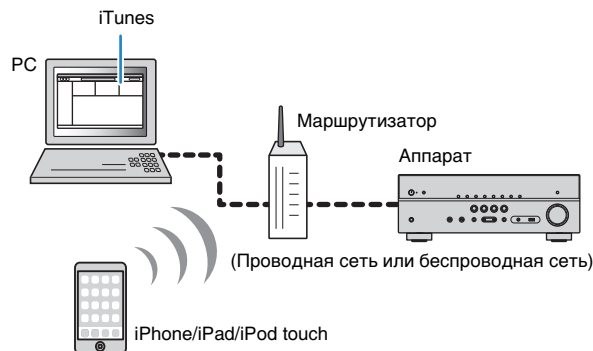 iTunes
PC
Маршрутизатор
Аппарат
(Проводная сеть или беспроводная сеть)
iPhone/iPad/iPod touch